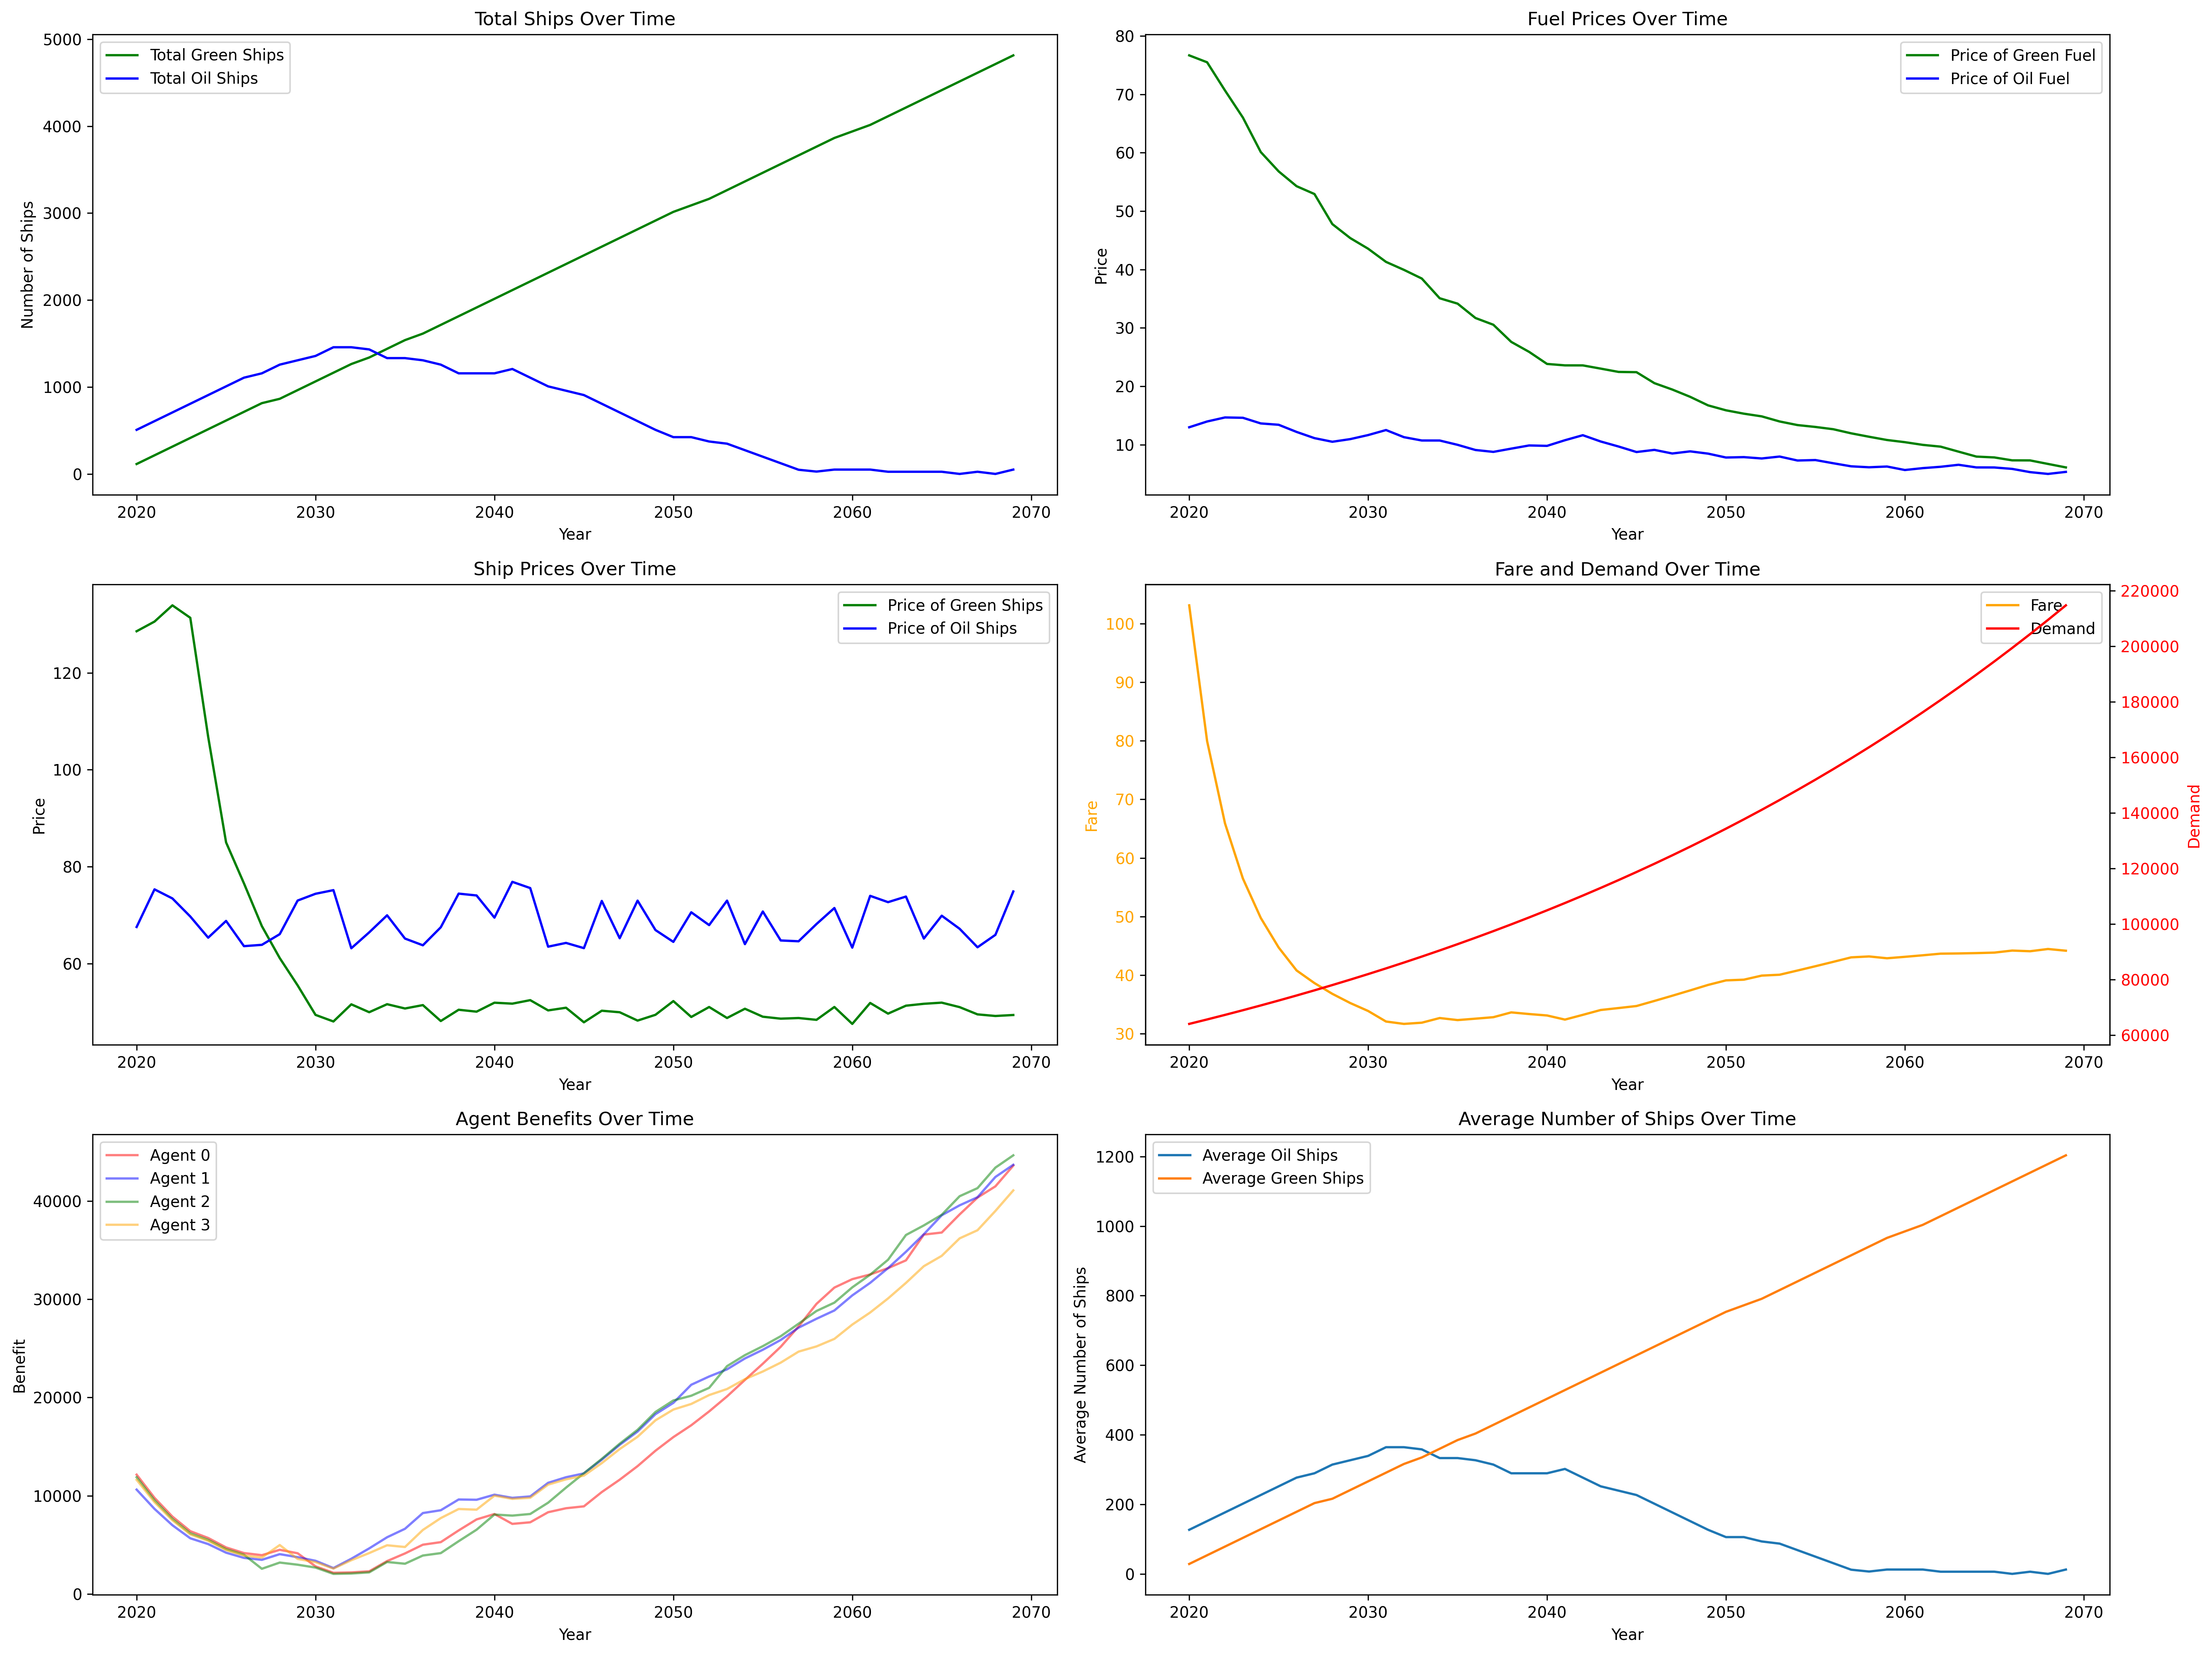 Total Ships Over Time
Number of Ships
5000
4000
3000
2000
1000
0
Total Green Ships
Total Oil Ships
2020 2030 2040 2050 2060 2070
Year
Fuel Prices Over Time
Price
80
70
60
50
40
30
20
10
Price of Green Fuel
Price of Oil Fuel
2020 2030 2040 2050 2060 2070
Year
Ship Prices Over Time
Price
120
100
80
60
Price of Green Ships
Price of Oil Ships
2020 2030 2040 2050 2060 2070
Year
Fare and Demand Over Time
Fare
100
90
80
70
60
50
40
30
Fare
Demand
220000
200000
180000
160000
140000
120000
100000
80000
60000
Demand
2020 2030 2040 2050 2060 2070
Year
Agent Benefits Over Time
Benefit
40000
30000
20000
10000
0
Agent 0
Agent 1
Agent 2
Agent 3
2020 2030 2040 2050 2060 2070
Year
Average Number of Ships Over Time
Average Number of Ships
1200
1000
800
600
400
200
0
Average Oil Ships
Average Green Ships
2020 2030 2040 2050 2060 2070
Year